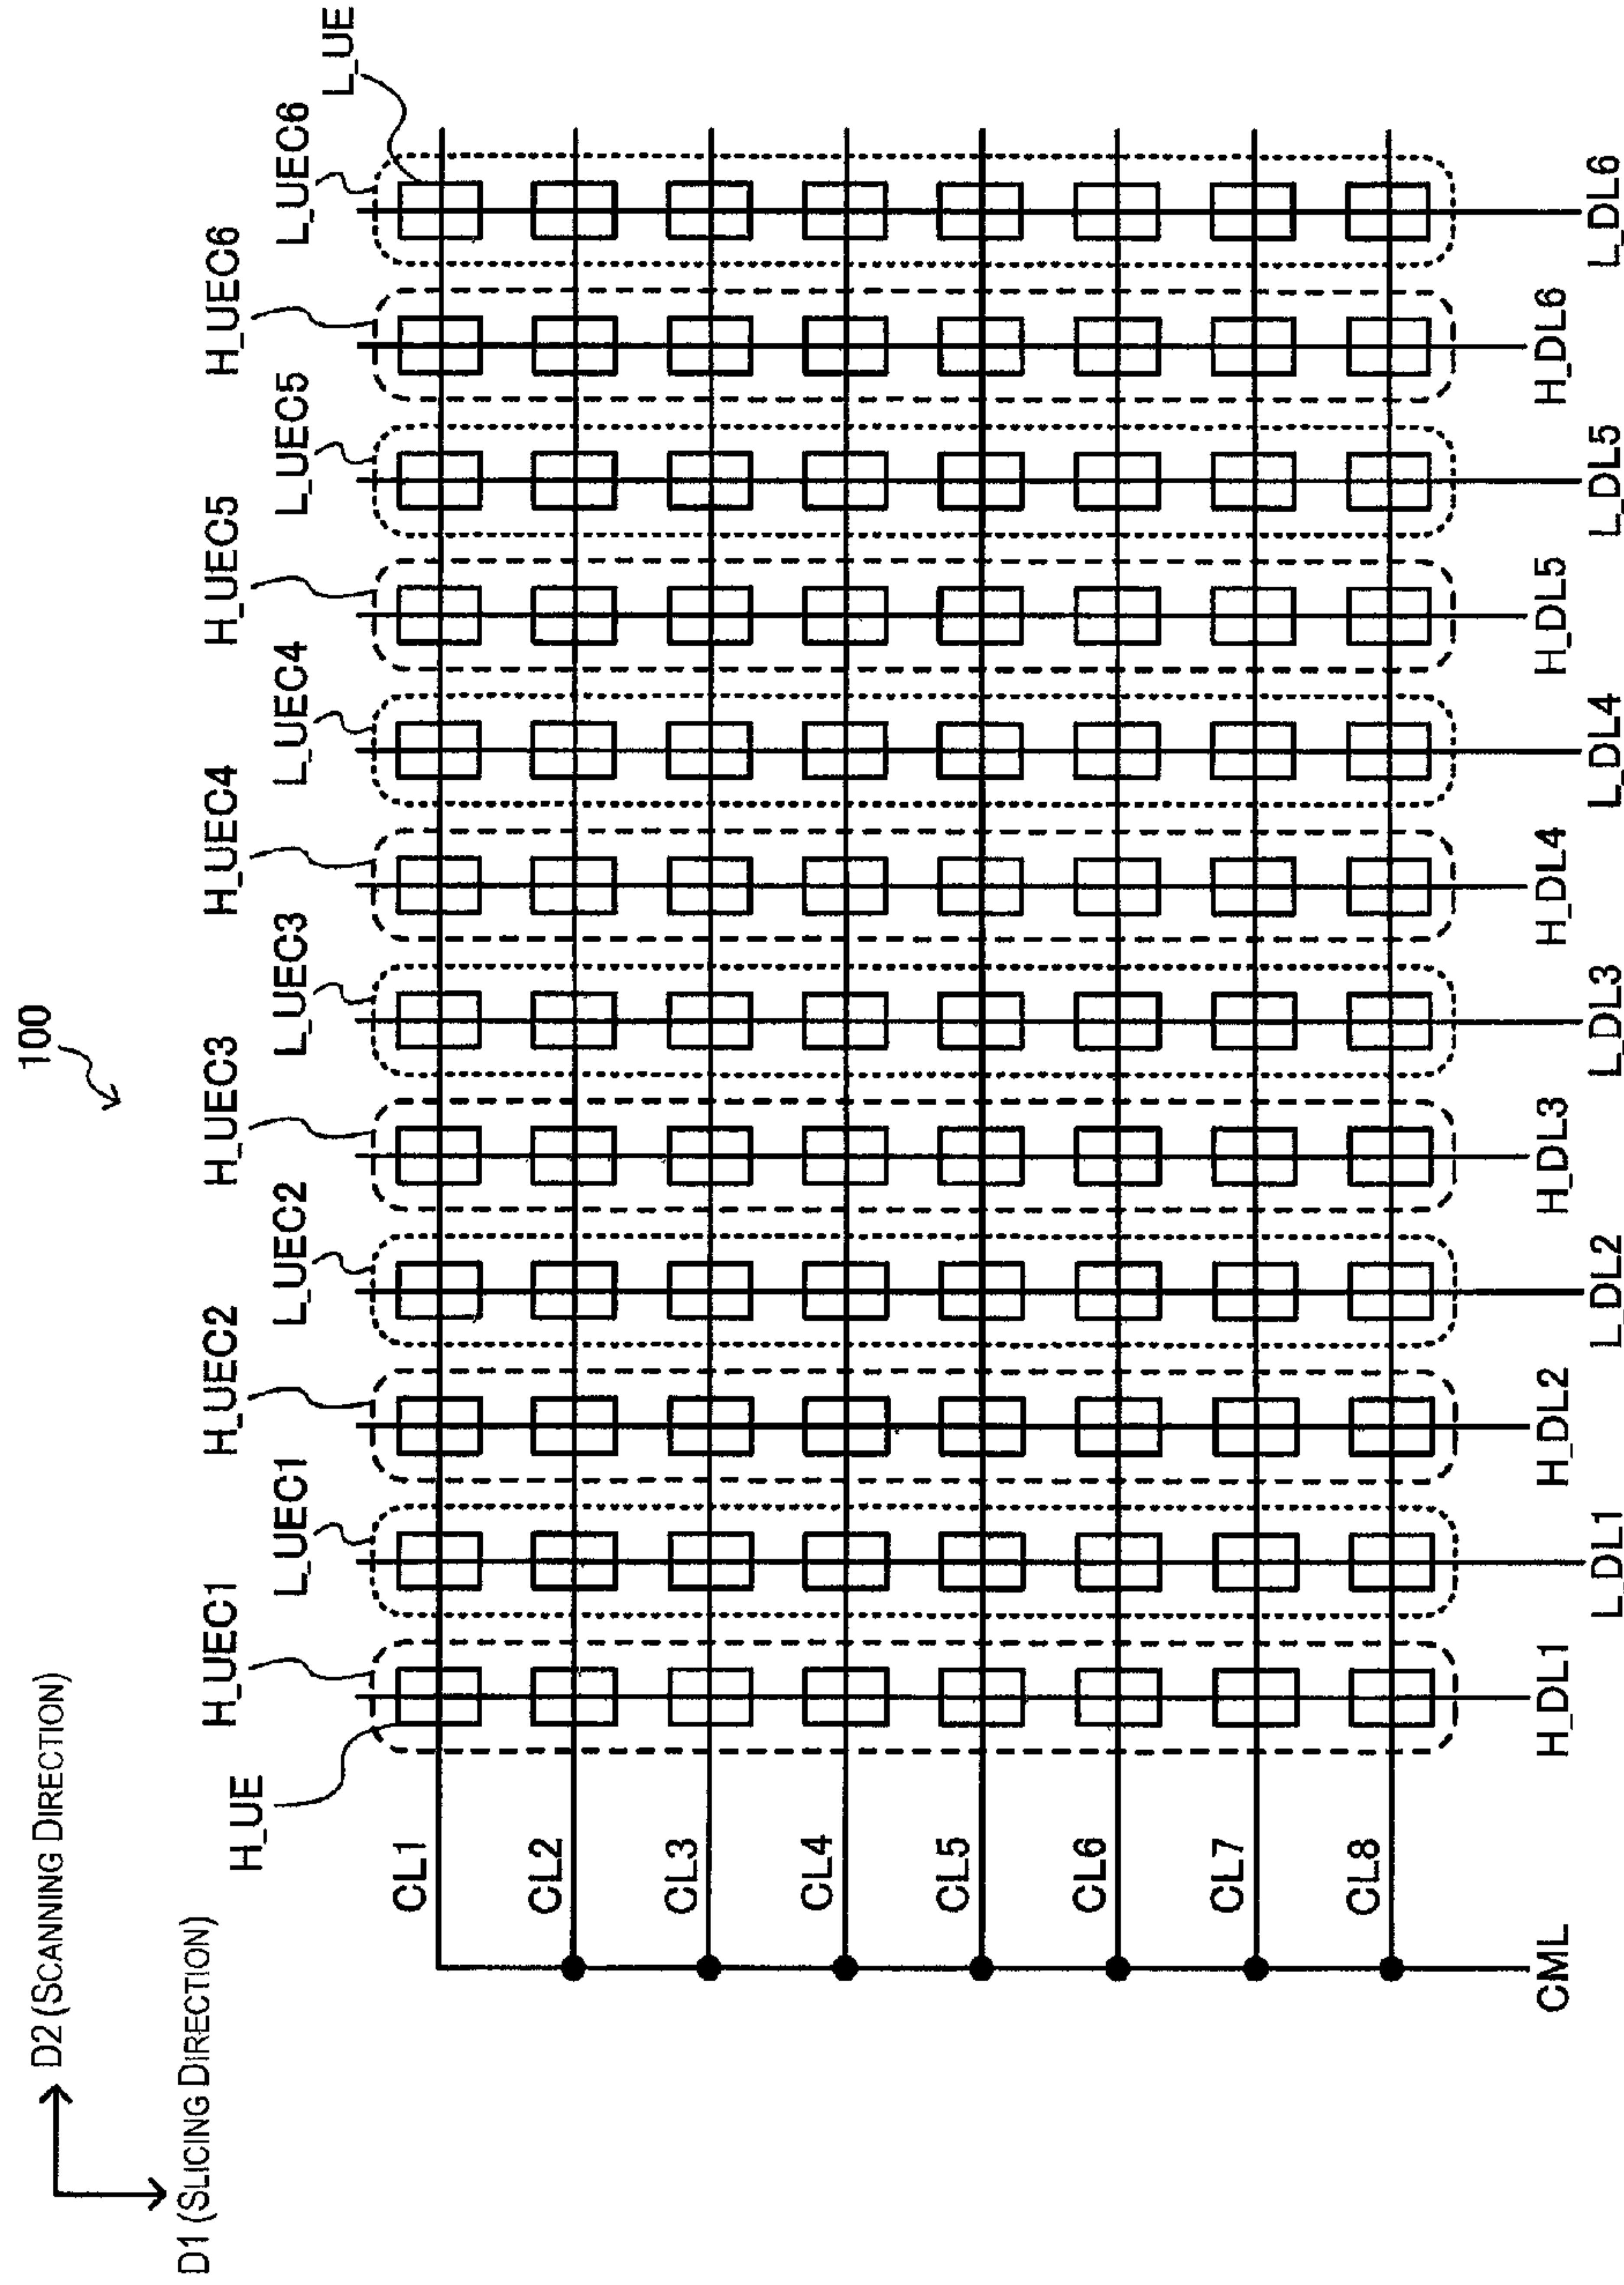 100
D2 (SCANNING DIRECTION)
D1 (SLICING DIRECTION)
H_UE
H_UEC1
L_UEC1
H_UEC2
L_UEC2
H_UEC3
L_UEC3
H_UEC4
L_UEC4
H_UEC5
L_UEC5
H_UEC6
L_UEC6
L_UE
CL1
CL2
CL3
CL4
CL5
CL6
CL7
CL8
CML
H_DL1
L_DL1
H_DL2
L_DL2
H_DL3
L_DL3
H_DL4
L_DL4
H_DL5
L_DL5
H_DL6
L_DL6